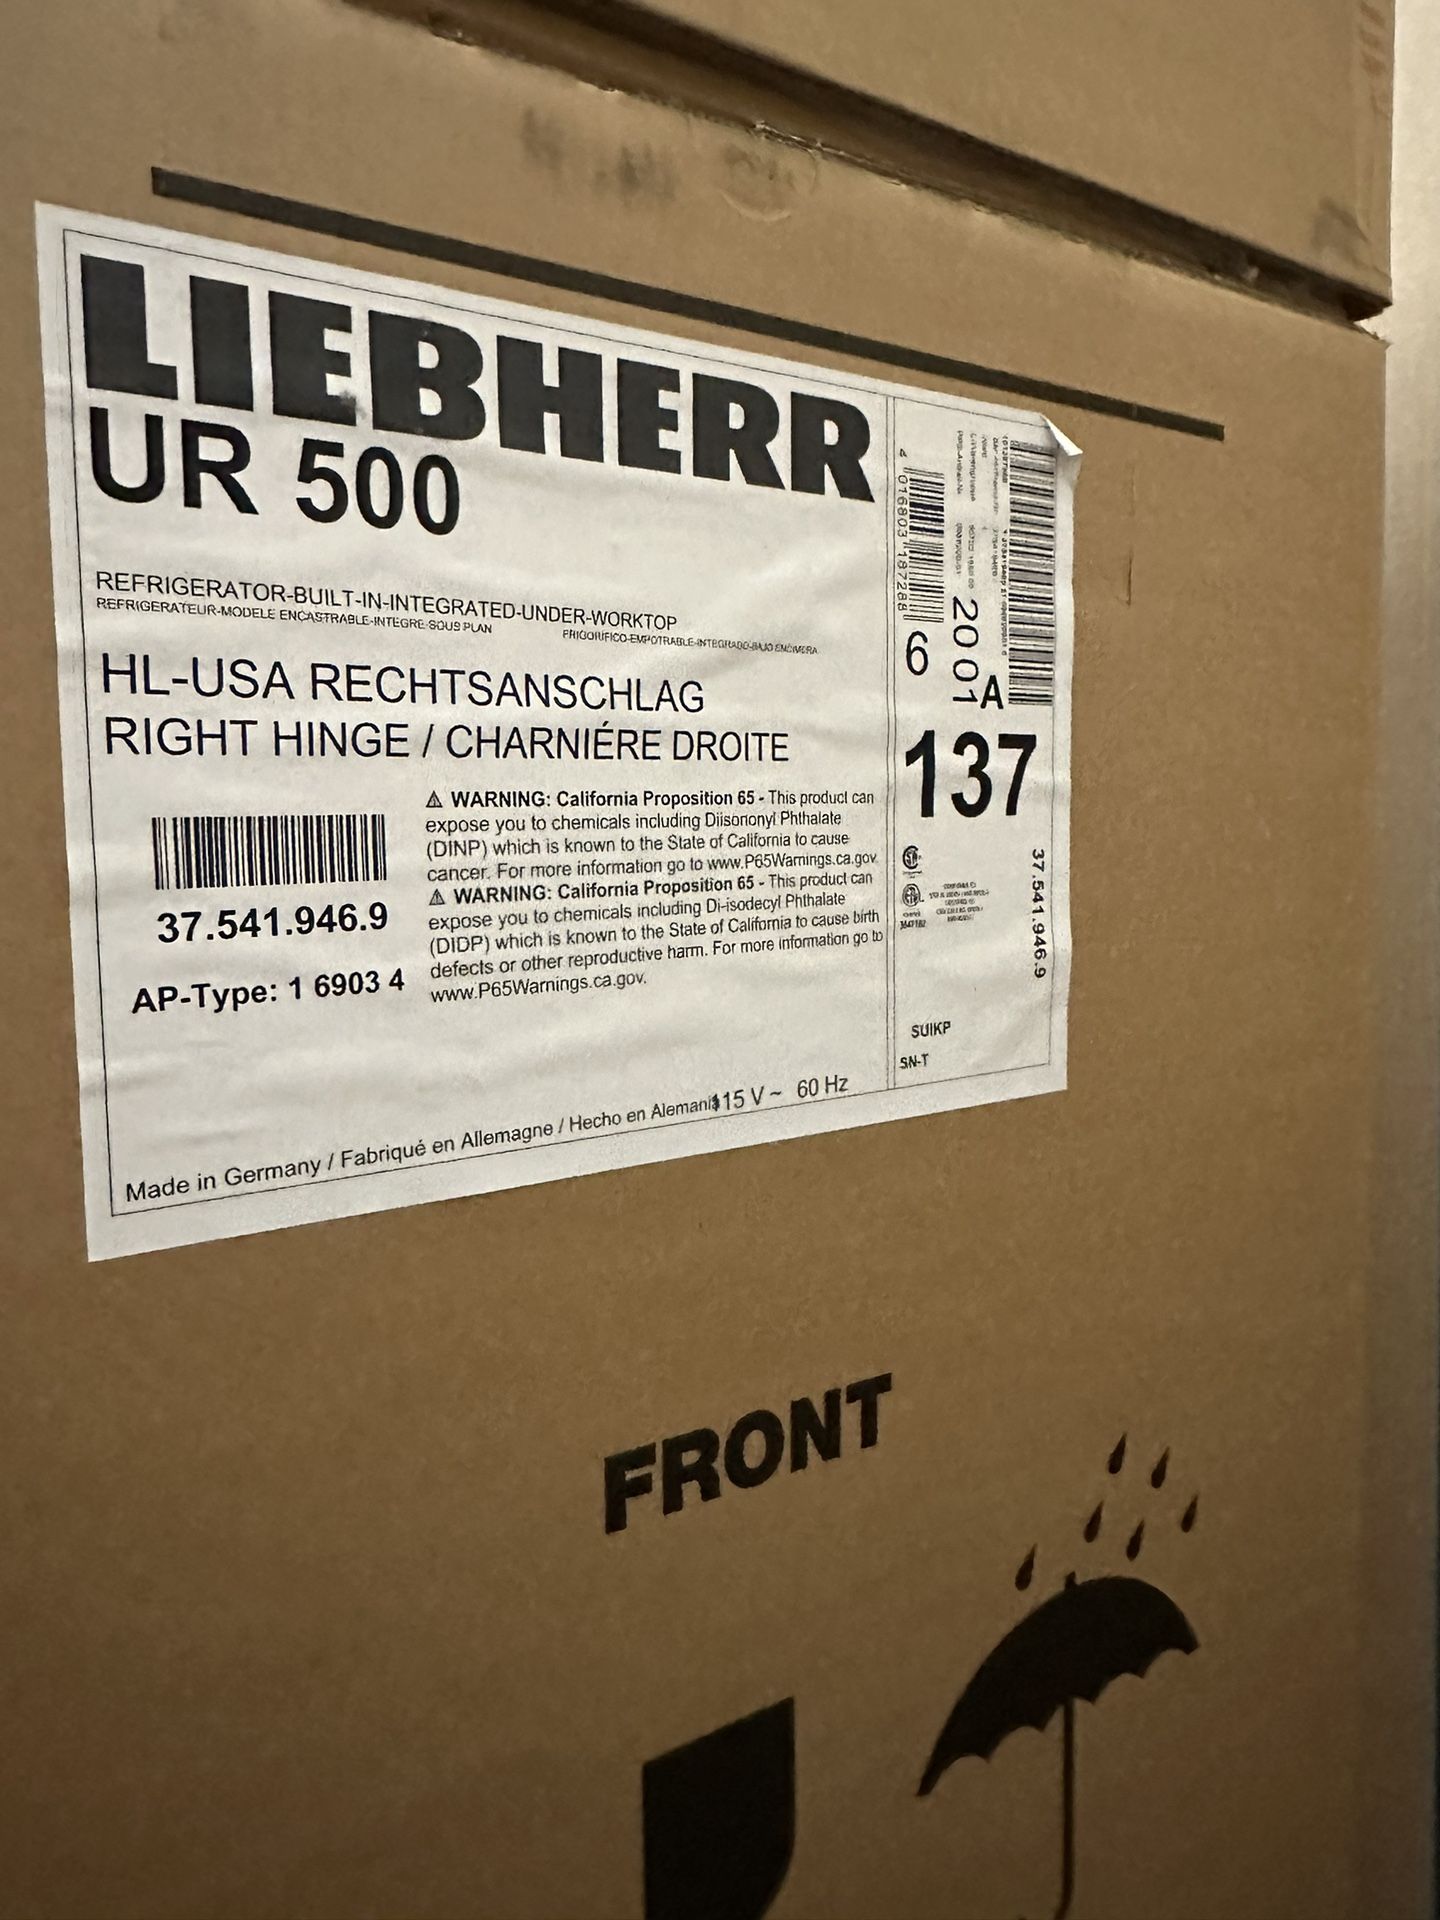 LIEBHERR
UR 500
REFRIGERATOR-BUILT-IN-INTEGRATED-UNDER-WORKTOP
REFRIGERATEUR-MODELE ENCASTRABLE-INTEGRE-SOUS PLAN
FRIGORIFICO-EMPOTRABLE-INTEGRADO-BAJO ENCIMERA
HL-USA RECHTSANSCHLAG
RIGHT HINGE / CHARNIÉRE DROITE
37.541.946.9
AP-Type: 1 6903 4
⚠ WARNING: California Proposition 65 - This product can
expose you to chemicals including Diisononyl Phthalate
(DINP) which is known to the State of California to cause
cancer. For more information go to www.P65Warnings.ca.gov
⚠ WARNING: California Proposition 65 - This product can
expose you to chemicals including Di-isodecyl Phthalate
(DIDP) which is known to the State of California to cause birth
defects or other reproductive harm. For more information go to
www.P65Warnings.ca.gov.
Made in Germany / Fabriqué en Allemagne / Hecho en Alemania
115 V ~ 60 Hz
4 016803 187288
6
2001
A
137
37.541.946.9
SUIKP
SN-T
FRONT